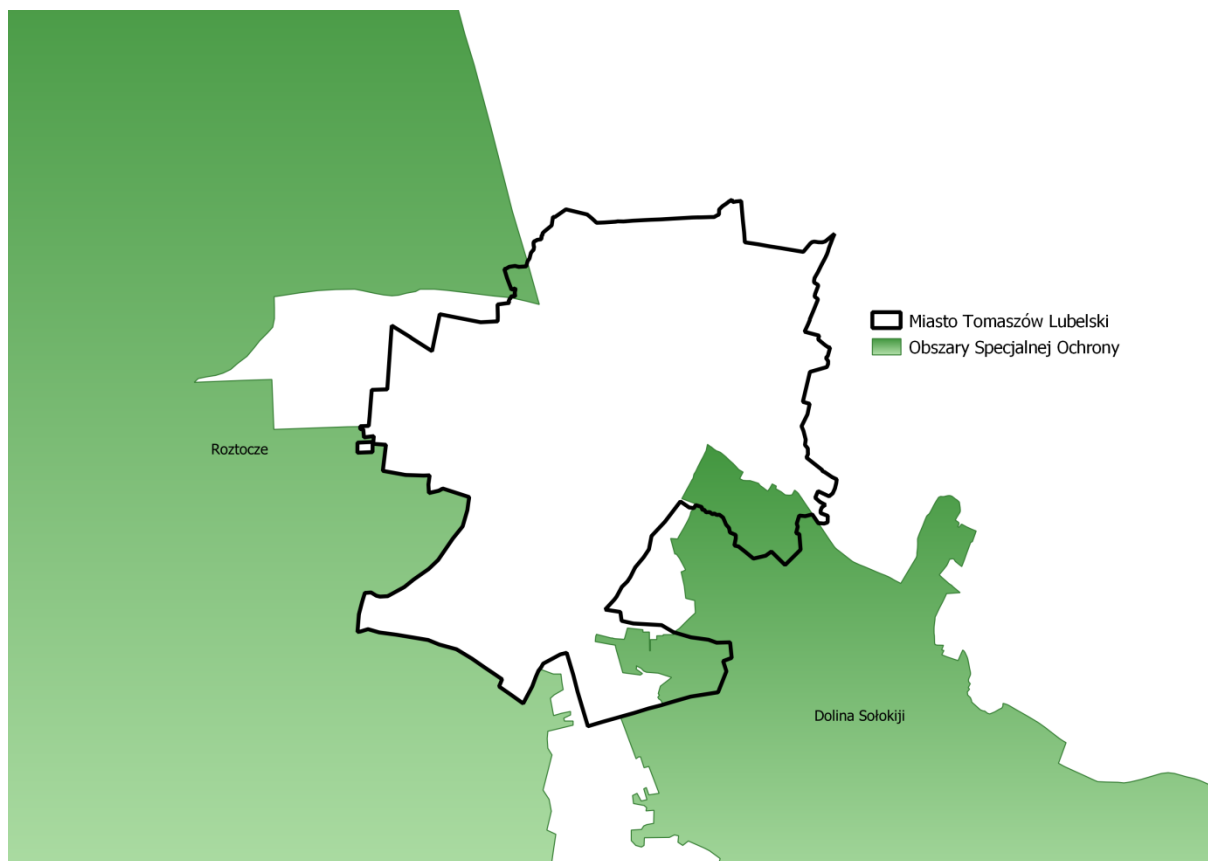 Miasto Tomaszów Lubelski
Obszary Specjalnej Ochrony
Roztocze
Dolina Sołokiji